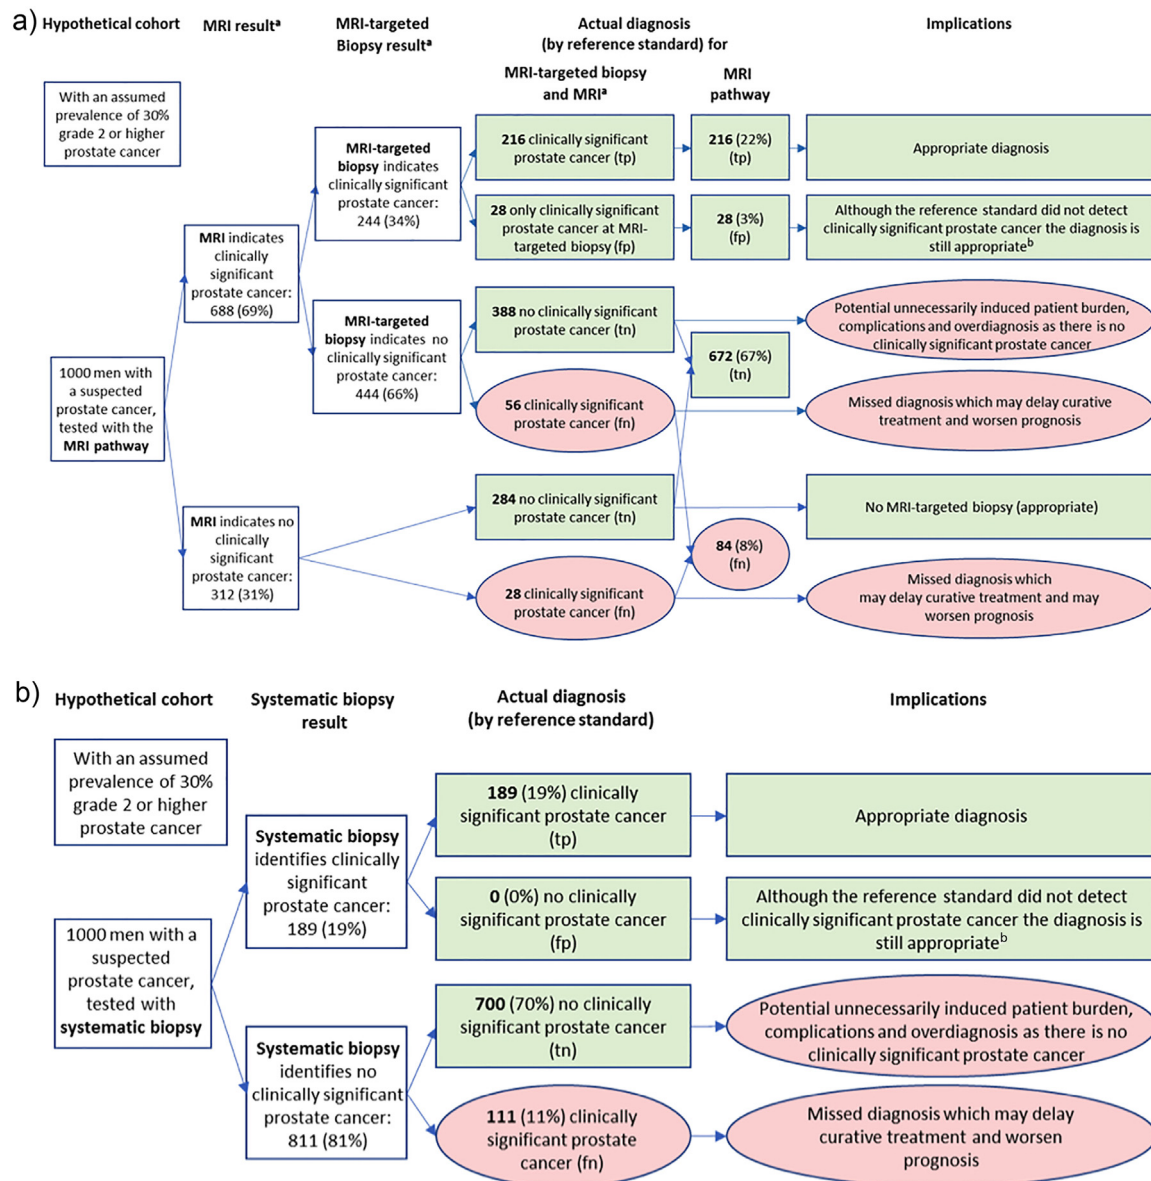 a)
Hypothetical cohort
MRI resultᵃ
MRI-targeted
Biopsy resultᵃ
Actual diagnosis
(by reference standard) for
Implications
MRI-targeted biopsy
and MRIᵃ
MRI
pathway
With an assumed
prevalence of 30%
grade 2 or higher
prostate cancer
1000 men with
a suspected
prostate cancer,
tested with the
MRI pathway
MRI indicates
clinically
significant
prostate cancer:
688 (69%)
MRI indicates no
clinically
significant
prostate cancer:
312 (31%)
MRI-targeted
biopsy indicates
clinically significant
prostate cancer:
244 (34%)
MRI-targeted
biopsy indicates no
clinically significant
prostate cancer:
444 (66%)
216 clinically significant
prostate cancer (tp)
216 (22%)
(tp)
Appropriate diagnosis
28 only clinically significant
prostate cancer at MRI-
targeted biopsy (fp)
28 (3%)
(fp)
Although the reference standard did not detect
clinically significant prostate cancer the diagnosis is
still appropriateᵇ
388 no clinically significant
prostate cancer (tn)
672 (67%)
(tn)
Potential unnecessarily induced patient burden,
complications and overdiagnosis as there is no
clinically significant prostate cancer
56 clinically significant
prostate cancer (fn)
Missed diagnosis which may delay curative
treatment and worsen prognosis
284 no clinically significant
prostate cancer (tn)
No MRI-targeted biopsy (appropriate)
84 (8%)
(fn)
28 clinically significant
prostate cancer (fn)
Missed diagnosis which
may delay curative treatment and may
worsen prognosis
b)
Hypothetical cohort
Systematic biopsy
result
Actual diagnosis
(by reference standard)
Implications
With an assumed
prevalence of 30%
grade 2 or higher
prostate cancer
1000 men with a
suspected
prostate cancer,
tested with
systematic biopsy
Systematic biopsy
identifies clinically
significant
prostate cancer:
189 (19%)
Systematic biopsy
identifies no
clinically significant
prostate cancer:
811 (81%)
189 (19%) clinically
significant prostate cancer
(tp)
Appropriate diagnosis
0 (0%) no clinically
significant prostate cancer
(fp)
Although the reference standard did not detect
clinically significant prostate cancer the diagnosis is
still appropriateᵇ
700 (70%) no clinically
significant prostate cancer
(tn)
Potential unnecessarily induced patient burden,
complications and overdiagnosis as there is no
clinically significant prostate cancer
111 (11%) clinically
significant prostate
cancer (fn)
Missed diagnosis which may delay
curative treatment and worsen
prognosis